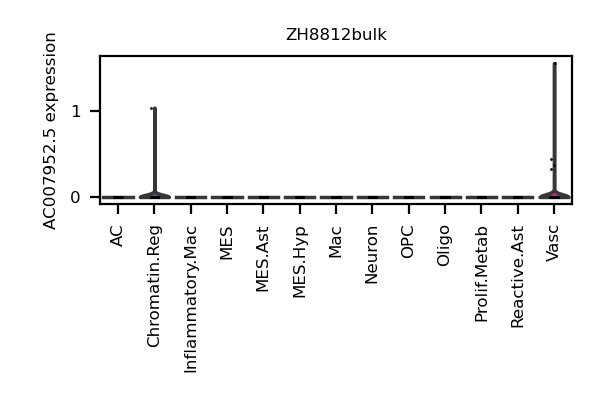 ZH8812bulk
AC007952.5 expression
1
0
AC
Chromatin.Reg
Inflammatory.Mac
MES
MES.Ast
MES.Hyp
Mac
Neuron
OPC
Oligo
Prolif.Metab
Reactive.Ast
Vasc